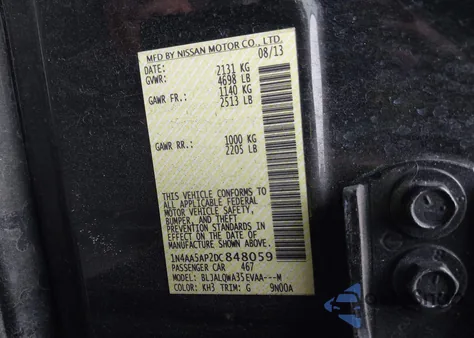 MFD BY NISSAN MOTOR CO., LTD.
DATE: 08/13
GVWR: 2131 KG
4698 LB
GAWR FR.: 1140 KG
2513 LB
GAWR RR.: 1000 KG
2205 LB
THIS VEHICLE CONFORMS TO
ALL APPLICABLE FEDERAL
MOTOR VEHICLE SAFETY,
BUMPER, AND THEFT
PREVENTION STANDARDS IN
EFFECT ON THE DATE OF
MANUFACTURE SHOWN ABOVE.
1N4AA5AP2DC848059
PASSENGER CAR 467
MODEL: BLJALQWA35EVAA---M
COLOR: KH3 TRIM: G 9N00A